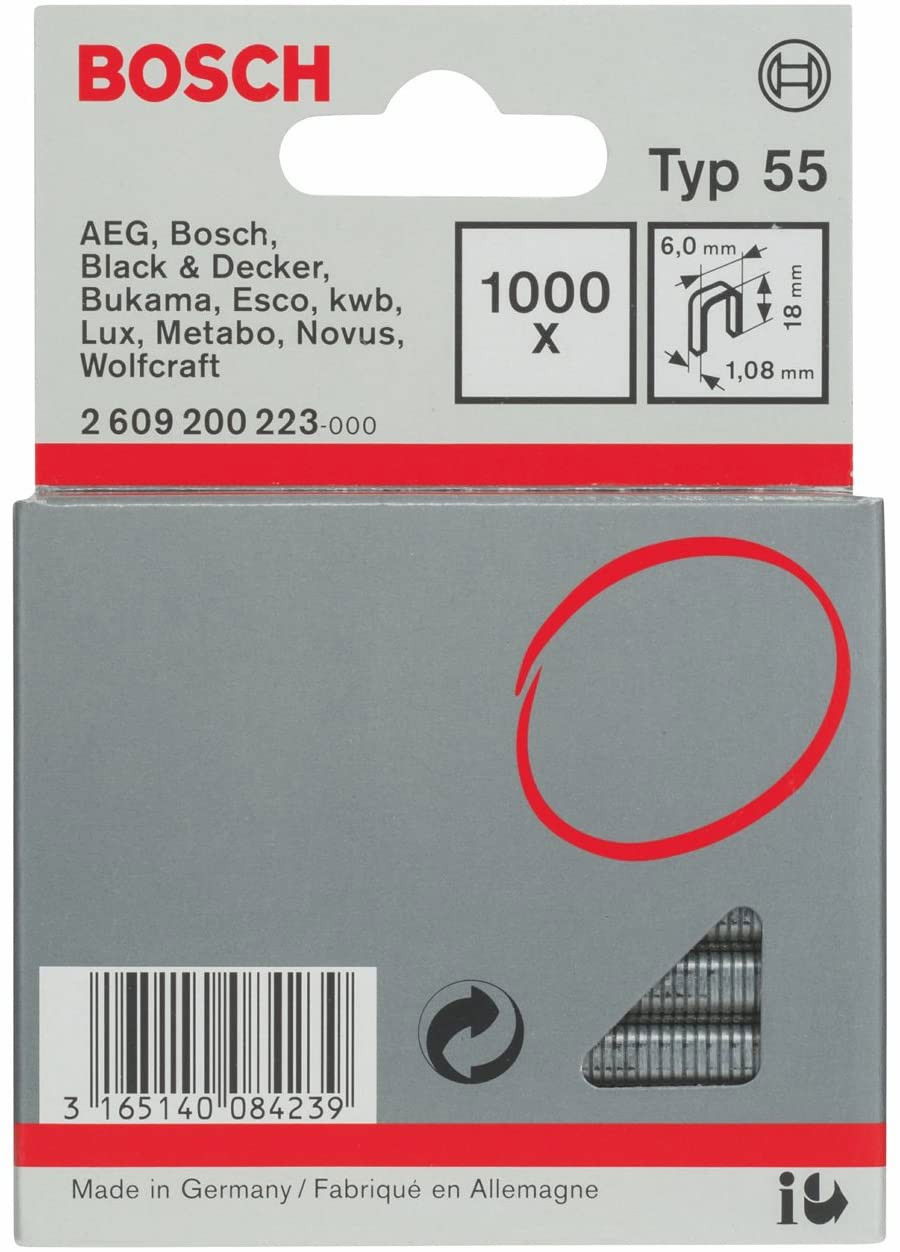 BOSCH
Typ 55
AEG, Bosch,
Black & Decker,
Bukama, Esco, kwb,
Lux, Metabo, Novus,
Wolfcraft
2 609 200 223-000
1000
x
6,0 mm
18 mm
1,08 mm
3 165140 084239
Made in Germany / Fabriqué en Allemagne